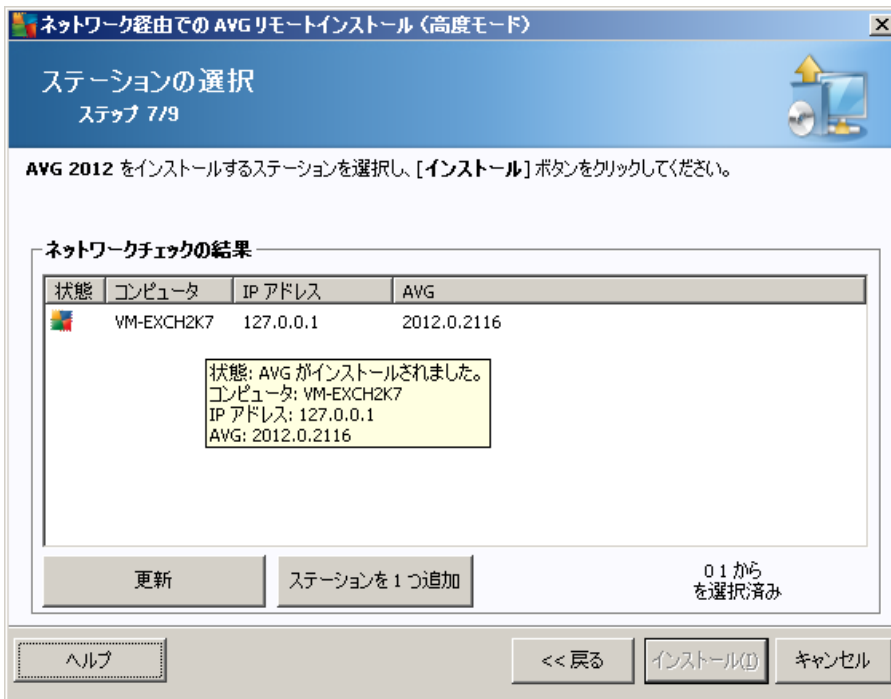 ネットワーク経由での AVG リモートインストール（高度モード）
ステーションの選択
ステップ 7/9
AVG 2012 をインストールするステーションを選択し、[インストール] ボタンをクリックしてください。
ネットワークチェックの結果
状態 コンピュータ IP アドレス AVG
VM-EXCH2K7 127.0.0.1 2012.0.2116
状態: AVG がインストールされました。
コンピュータ: VM-EXCH2K7
IP アドレス: 127.0.0.1
AVG: 2012.0.2116
更新 ステーションを 1 つ追加
0 1 から
を選択済み
ヘルプ << 戻る インストール(I) キャンセル